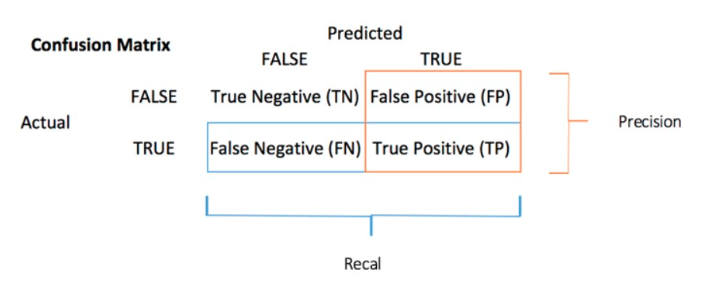 Confusion Matrix
Predicted
FALSE TRUE
FALSE True Negative (TN) False Positive (FP)
Actual
Precision
TRUE False Negative (FN) True Positive (TP)
Recal